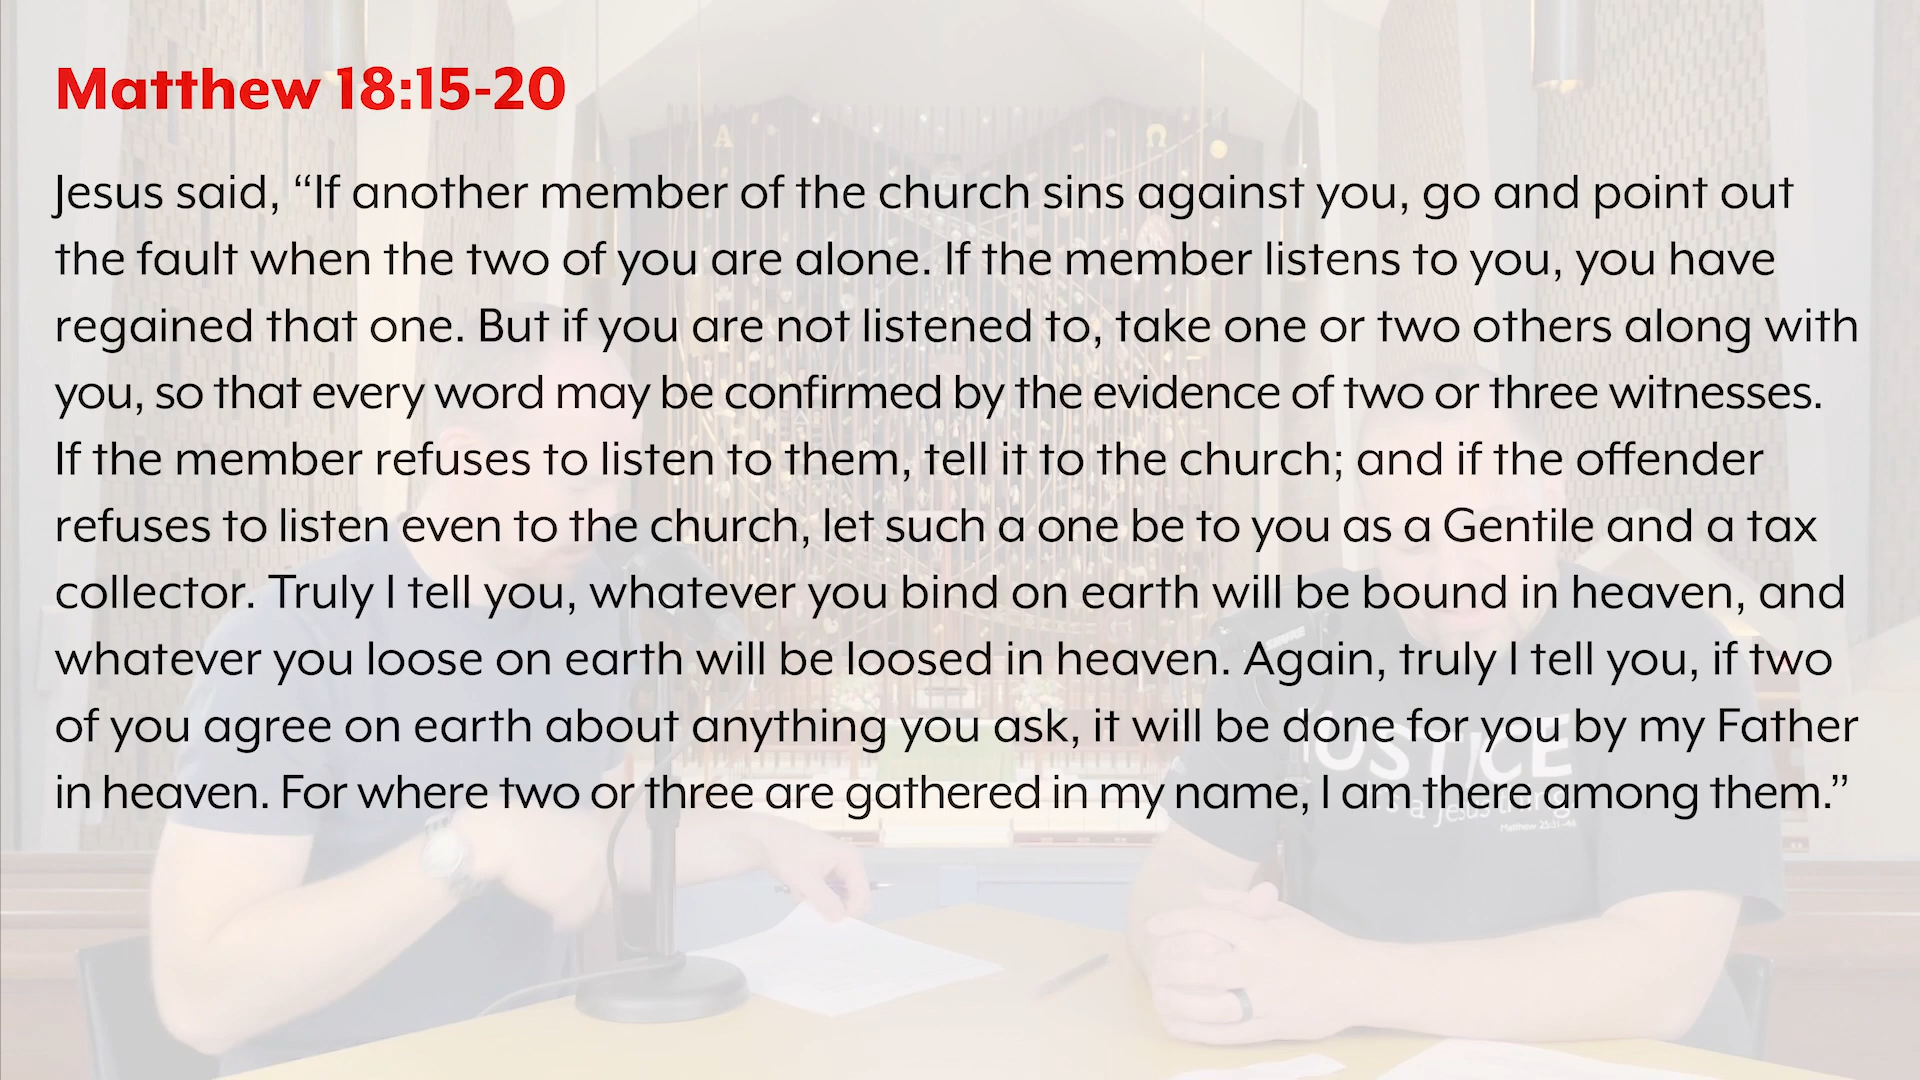 Matthew 18:15-20
Jesus said, “If another member of the church sins against you, go and point out
the fault when the two of you are alone. If the member listens to you, you have
regained that one. But if you are not listened to, take one or two others along with
you, so that every word may be confirmed by the evidence of two or three witnesses.
If the member refuses to listen to them, tell it to the church; and if the offender
refuses to listen even to the church, let such a one be to you as a Gentile and a tax
collector. Truly I tell you, whatever you bind on earth will be bound in heaven, and
whatever you loose on earth will be loosed in heaven. Again, truly I tell you, if two
of you agree on earth about anything you ask, it will be done for you by my Father
in heaven. For where two or three are gathered in my name, I am there among them.”
A Ω
JUSTICE
a Jesus thing
Matthew 25:31-46